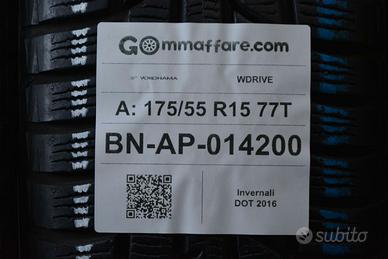 GOmmaffare.com
YOKOHAMA WDRIVE
A: 175/55 R15 77T
BN-AP-014200
Invernali
DOT 2016
subito